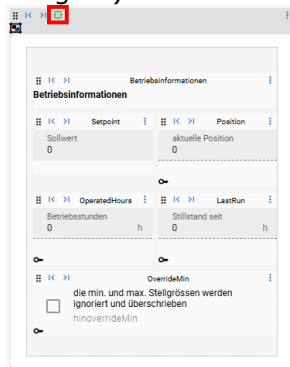 Betriebsinformationen
Betriebsinformationen
Setpoint
Position
Sollwert
0
aktuelle Position
0
OperatedHours
LastRun
Betriebsstunden
0 h
Stillstand seit
0 h
OverrideMin
die min. und max. Stellgrössen werden
ignoriert und überschrieben
hinoverrideMin